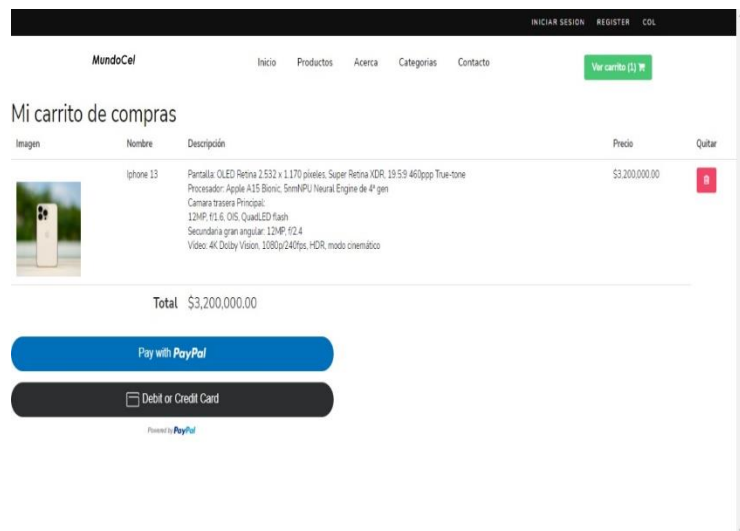 INICIAR SESION REGISTER COL
MundoCel Inicio Productos Acerca Categorias Contacto Ver carrito (1)
Mi carrito de compras
Imagen Nombre Descripción Precio Quitar
Iphone 13 Pantalla: OLED Retina 2.532 x 1.170 píxeles, Super Retina XDR, 19.5:9 460ppp True-tone $3,200,000.00
Procesador: Apple A15 Bionic, 5nmNPU Neural Engine de 4ª gen
Camara trasera Principal:
12MP, f/1.6, OIS, QuadLED flash
Secundaria gran angular: 12MP, f/2.4
Vídeo: 4K Dolby Vision, 1080p/240fps, HDR, modo cinemático
Total $3,200,000.00
Pay with PayPal
Debit or Credit Card
Powered by PayPal